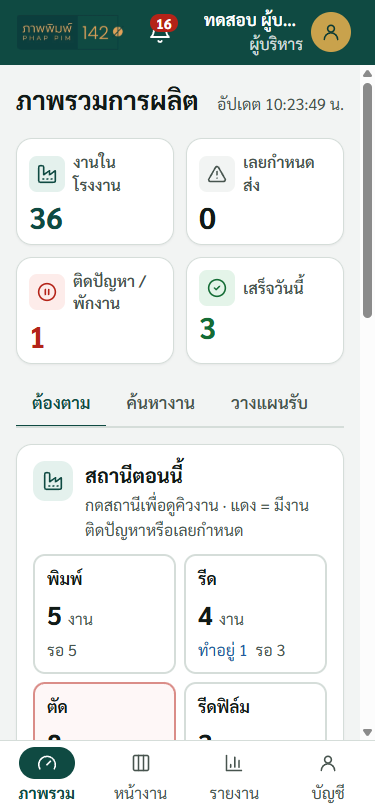 ภาพพิมพ์ 142
PHAP PIM
16
ทดสอบ ผู้บ...
ผู้บริหาร
ภาพรวมการผลิต
อัปเดต 10:23:49 น.
งานในโรงงาน
36
เลยกำหนดส่ง
0
ติดปัญหา / พักงาน
1
เสร็จวันนี้
3
ต้องตาม
ค้นหางาน
วางแผนรับ
สถานีตอนนี้
กดสถานีเพื่อดูคิวงาน · แดง = มีงาน
ติดปัญหาหรือเลยกำหนด
พิมพ์
5 งาน
รอ 5
รีด
4 งาน
ทำอยู่ 1 รอ 3
ตัด
รีดฟิล์ม
ภาพรวม
หน้างาน
รายงาน
บัญชี